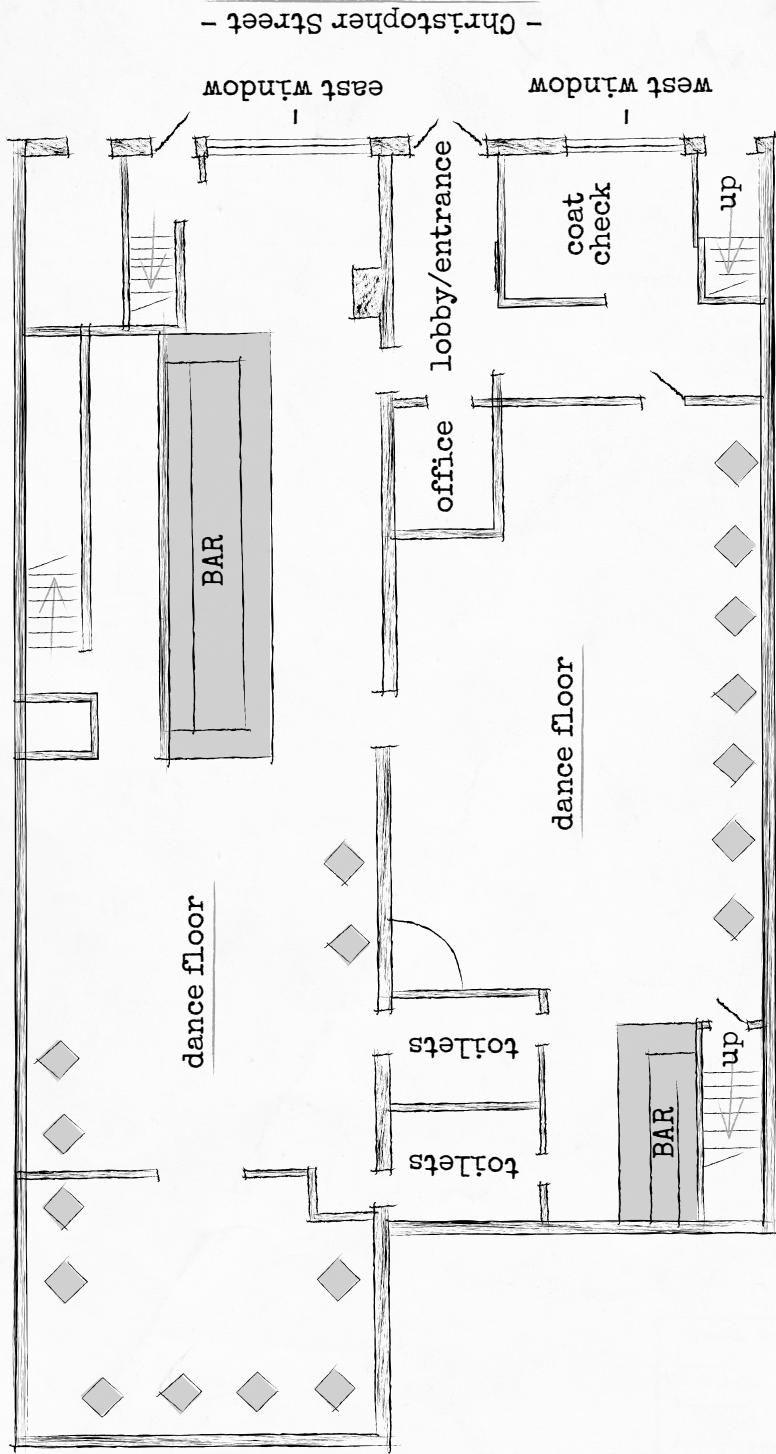 – Christopher Street –
east window
west window
lobby/entrance
coat
check
up
office
BAR
dance floor
dance floor
toilets
toilets
up
BAR